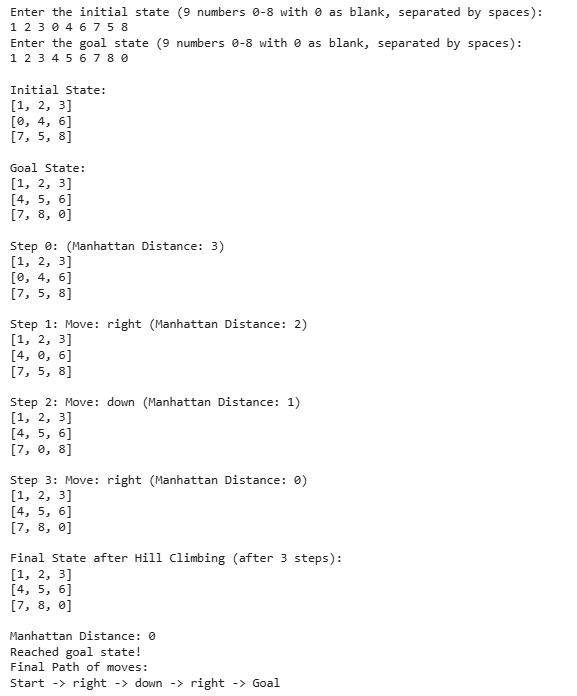 Enter the initial state (9 numbers 0-8 with 0 as blank, separated by spaces):
1 2 3 0 4 6 7 5 8
Enter the goal state (9 numbers 0-8 with 0 as blank, separated by spaces):
1 2 3 4 5 6 7 8 0
Initial State:
[1, 2, 3]
[0, 4, 6]
[7, 5, 8]
Goal State:
[1, 2, 3]
[4, 5, 6]
[7, 8, 0]
Step 0: (Manhattan Distance: 3)
[1, 2, 3]
[0, 4, 6]
[7, 5, 8]
Step 1: Move: right (Manhattan Distance: 2)
[1, 2, 3]
[4, 0, 6]
[7, 5, 8]
Step 2: Move: down (Manhattan Distance: 1)
[1, 2, 3]
[4, 5, 6]
[7, 0, 8]
Step 3: Move: right (Manhattan Distance: 0)
[1, 2, 3]
[4, 5, 6]
[7, 8, 0]
Final State after Hill Climbing (after 3 steps):
[1, 2, 3]
[4, 5, 6]
[7, 8, 0]
Manhattan Distance: 0
Reached goal state!
Final Path of moves:
Start -> right -> down -> right -> Goal